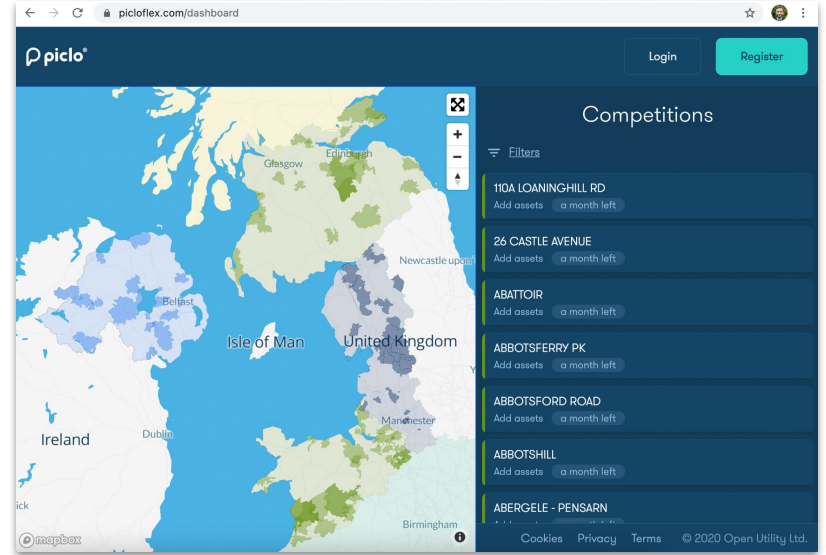 picloflex.com/dashboard
piclo®
Login
Register
Glasgow
Edinburgh
Newcastle upon
Belfast
Isle of Man
United Kingdom
Y
Manchester
Dublin
Ireland
ick
Birmingham
mapbox
Competitions
Filters
110A LOANINGHILL RD
Add assets a month left
26 CASTLE AVENUE
Add assets a month left
ABATTOIR
Add assets a month left
ABBOTSFERRY PK
Add assets a month left
ABBOTSFORD ROAD
Add assets a month left
ABBOTSHILL
Add assets a month left
ABERGELE - PENSARN
Cookies Privacy Terms © 2020 Open Utility Ltd.